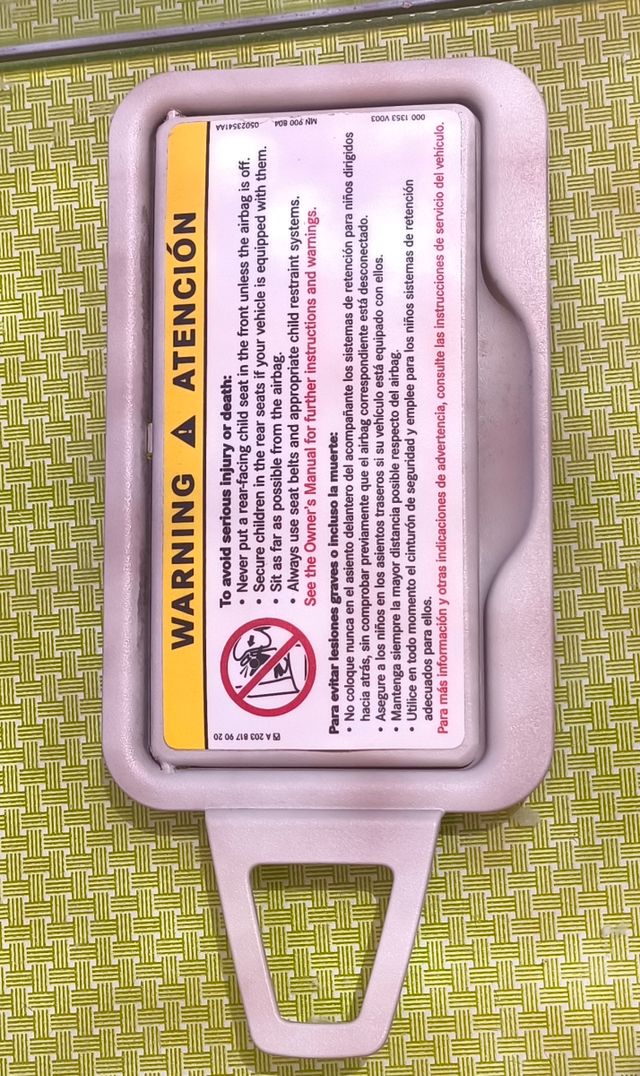 WARNING ⚠ ATENCIÓN
To avoid serious injury or death:
• Never put a rear-facing child seat in the front unless the airbag is off.
• Secure children in the rear seats if your vehicle is equipped with them.
• Sit as far as possible from the airbag.
• Always use seat belts and appropriate child restraint systems.
See the Owner's Manual for further instructions and warnings.
Para evitar lesiones graves o incluso la muerte:
• No coloque nunca en el asiento delantero del acompañante los sistemas de retención para niños dirigidos
hacia atrás, sin comprobar previamente que el airbag correspondiente está desconectado.
• Asegure a los niños en los asientos traseros si su vehículo está equipado con ellos.
• Mantenga siempre la mayor distancia posible respecto del airbag.
• Utilice en todo momento el cinturón de seguridad y emplee para los niños sistemas de retención
adecuados para ellos.
Para más información y otras indicaciones de advertencia, consulte las instrucciones de servicio del vehículo.
A 203 817 90 20
05023541AA
MN 900 804
000 1353 V003